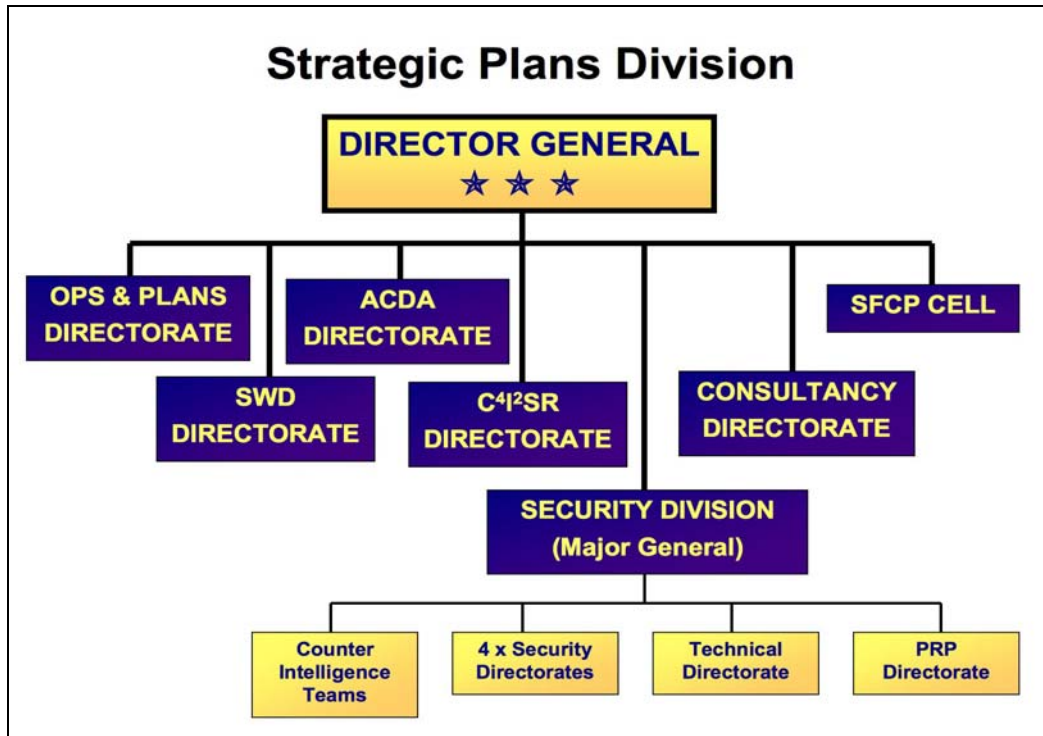 Strategic Plans Division
DIRECTOR GENERAL
OPS & PLANS
DIRECTORATE
ACDA
DIRECTORATE
SFCP CELL
SWD
DIRECTORATE
C⁴I²SR
DIRECTORATE
CONSULTANCY
DIRECTORATE
SECURITY DIVISION
(Major General)
Counter
Intelligence
Teams
4 x Security
Directorates
Technical
Directorate
PRP
Directorate